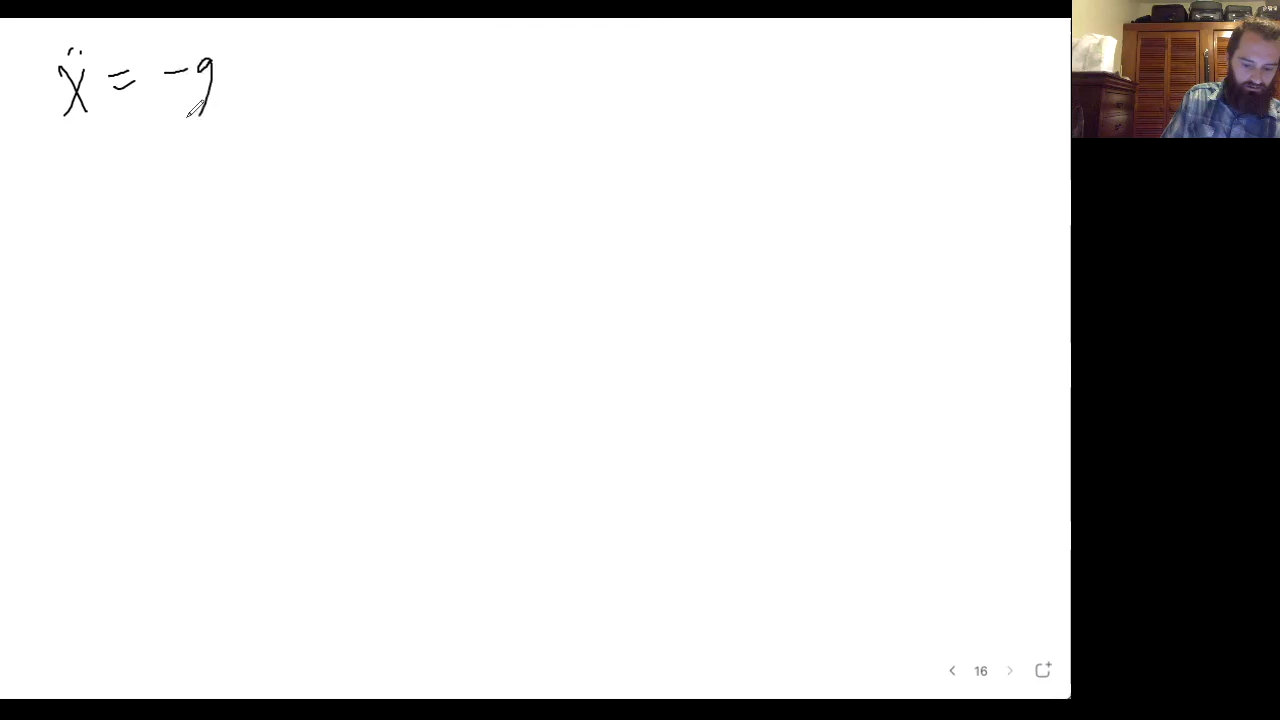 ẍ = -g
16